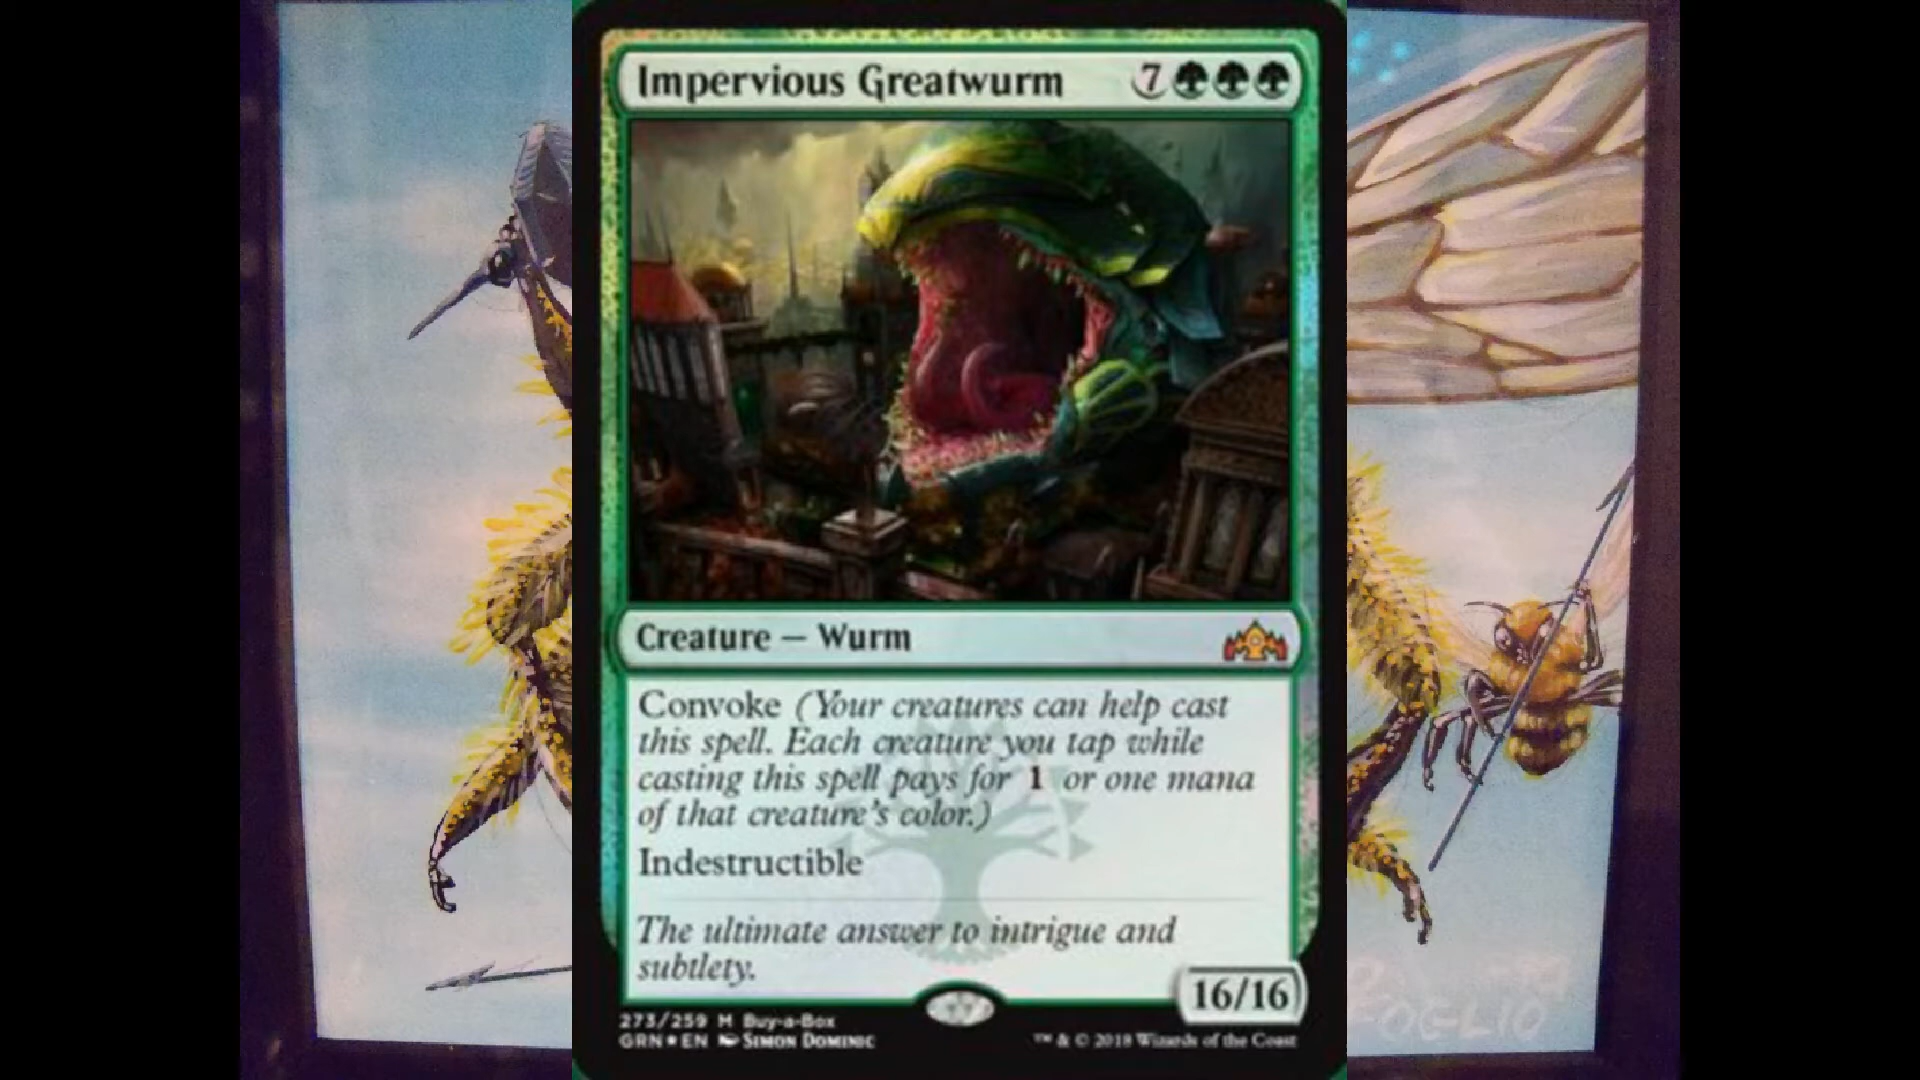 Impervious Greatwurm 7
Creature — Wurm
Convoke (Your creatures can help cast
this spell. Each creature you tap while
casting this spell pays for 1 or one mana
of that creature's color.)
Indestructible
The ultimate answer to intrigue and
subtlety.
16/16
273/259 M Buy-a-Box
GRN★EN SIMON DOMINIC
™ & © 2018 Wizards of the Coast
FOGLIO